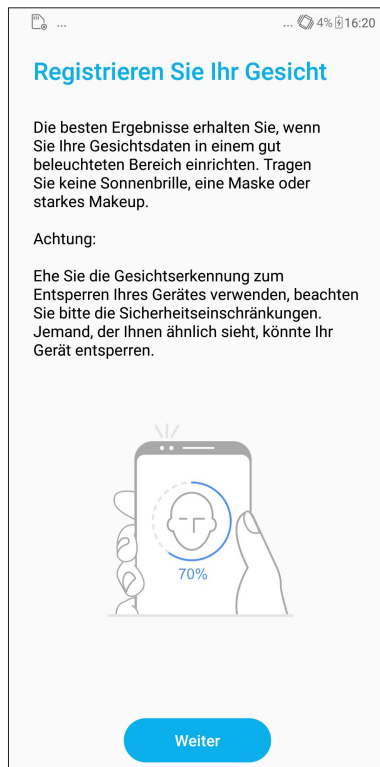 ... ... 4% 16:20
Registrieren Sie Ihr Gesicht
Die besten Ergebnisse erhalten Sie, wenn
Sie Ihre Gesichtsdaten in einem gut
beleuchteten Bereich einrichten. Tragen
Sie keine Sonnenbrille, eine Maske oder
starkes Makeup.
Achtung:
Ehe Sie die Gesichtserkennung zum
Entsperren Ihres Gerätes verwenden, beachten
Sie bitte die Sicherheitseinschränkungen.
Jemand, der Ihnen ähnlich sieht, könnte Ihr
Gerät entsperren.
70%
Weiter